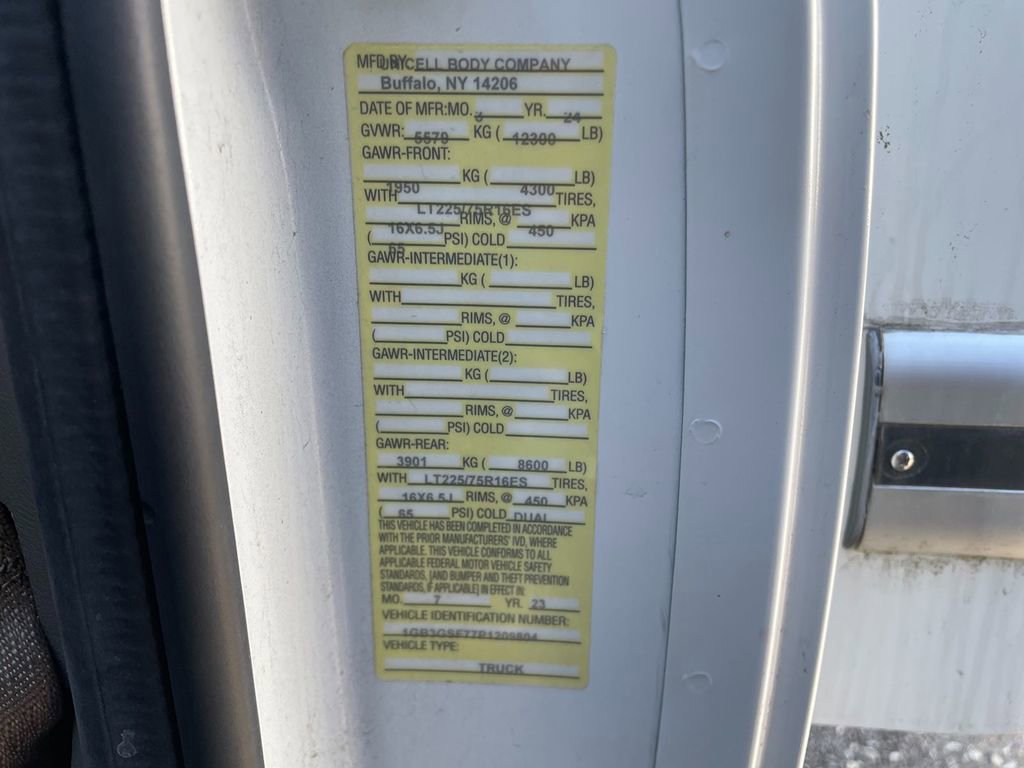 MFD BY UNICELL BODY COMPANY
Buffalo, NY 14206
DATE OF MFR:MO. 3 YR. 24
GVWR: 5579 KG ( 12300 LB)
GAWR-FRONT:
KG ( LB)
1950 4300
WITH TIRES,
LT225/75R16ES
RIMS, @ KPA
16X6.5J 450
( PSI) COLD
65
GAWR-INTERMEDIATE(1):
KG ( LB)
WITH TIRES,
RIMS, @ KPA
( PSI) COLD
GAWR-INTERMEDIATE(2):
KG ( LB)
WITH TIRES,
RIMS, @ KPA
( PSI) COLD
GAWR-REAR:
3901 KG ( 8600 LB)
WITH LT225/75R16ES TIRES,
16X6.5J RIMS, @ 450 KPA
( 65 PSI) COLD DUAL
THIS VEHICLE HAS BEEN COMPLETED IN ACCORDANCE
WITH THE PRIOR MANUFACTURERS' IVD, WHERE
APPLICABLE. THIS VEHICLE CONFORMS TO ALL
APPLICABLE FEDERAL MOTOR VEHICLE SAFETY
STANDARDS, [AND BUMPER AND THEFT PREVENTION
STANDARDS, IF APPLICABLE] IN EFFECT IN:
MO. 7 YR. 23
VEHICLE IDENTIFICATION NUMBER:
VEHICLE TYPE:
TRUCK